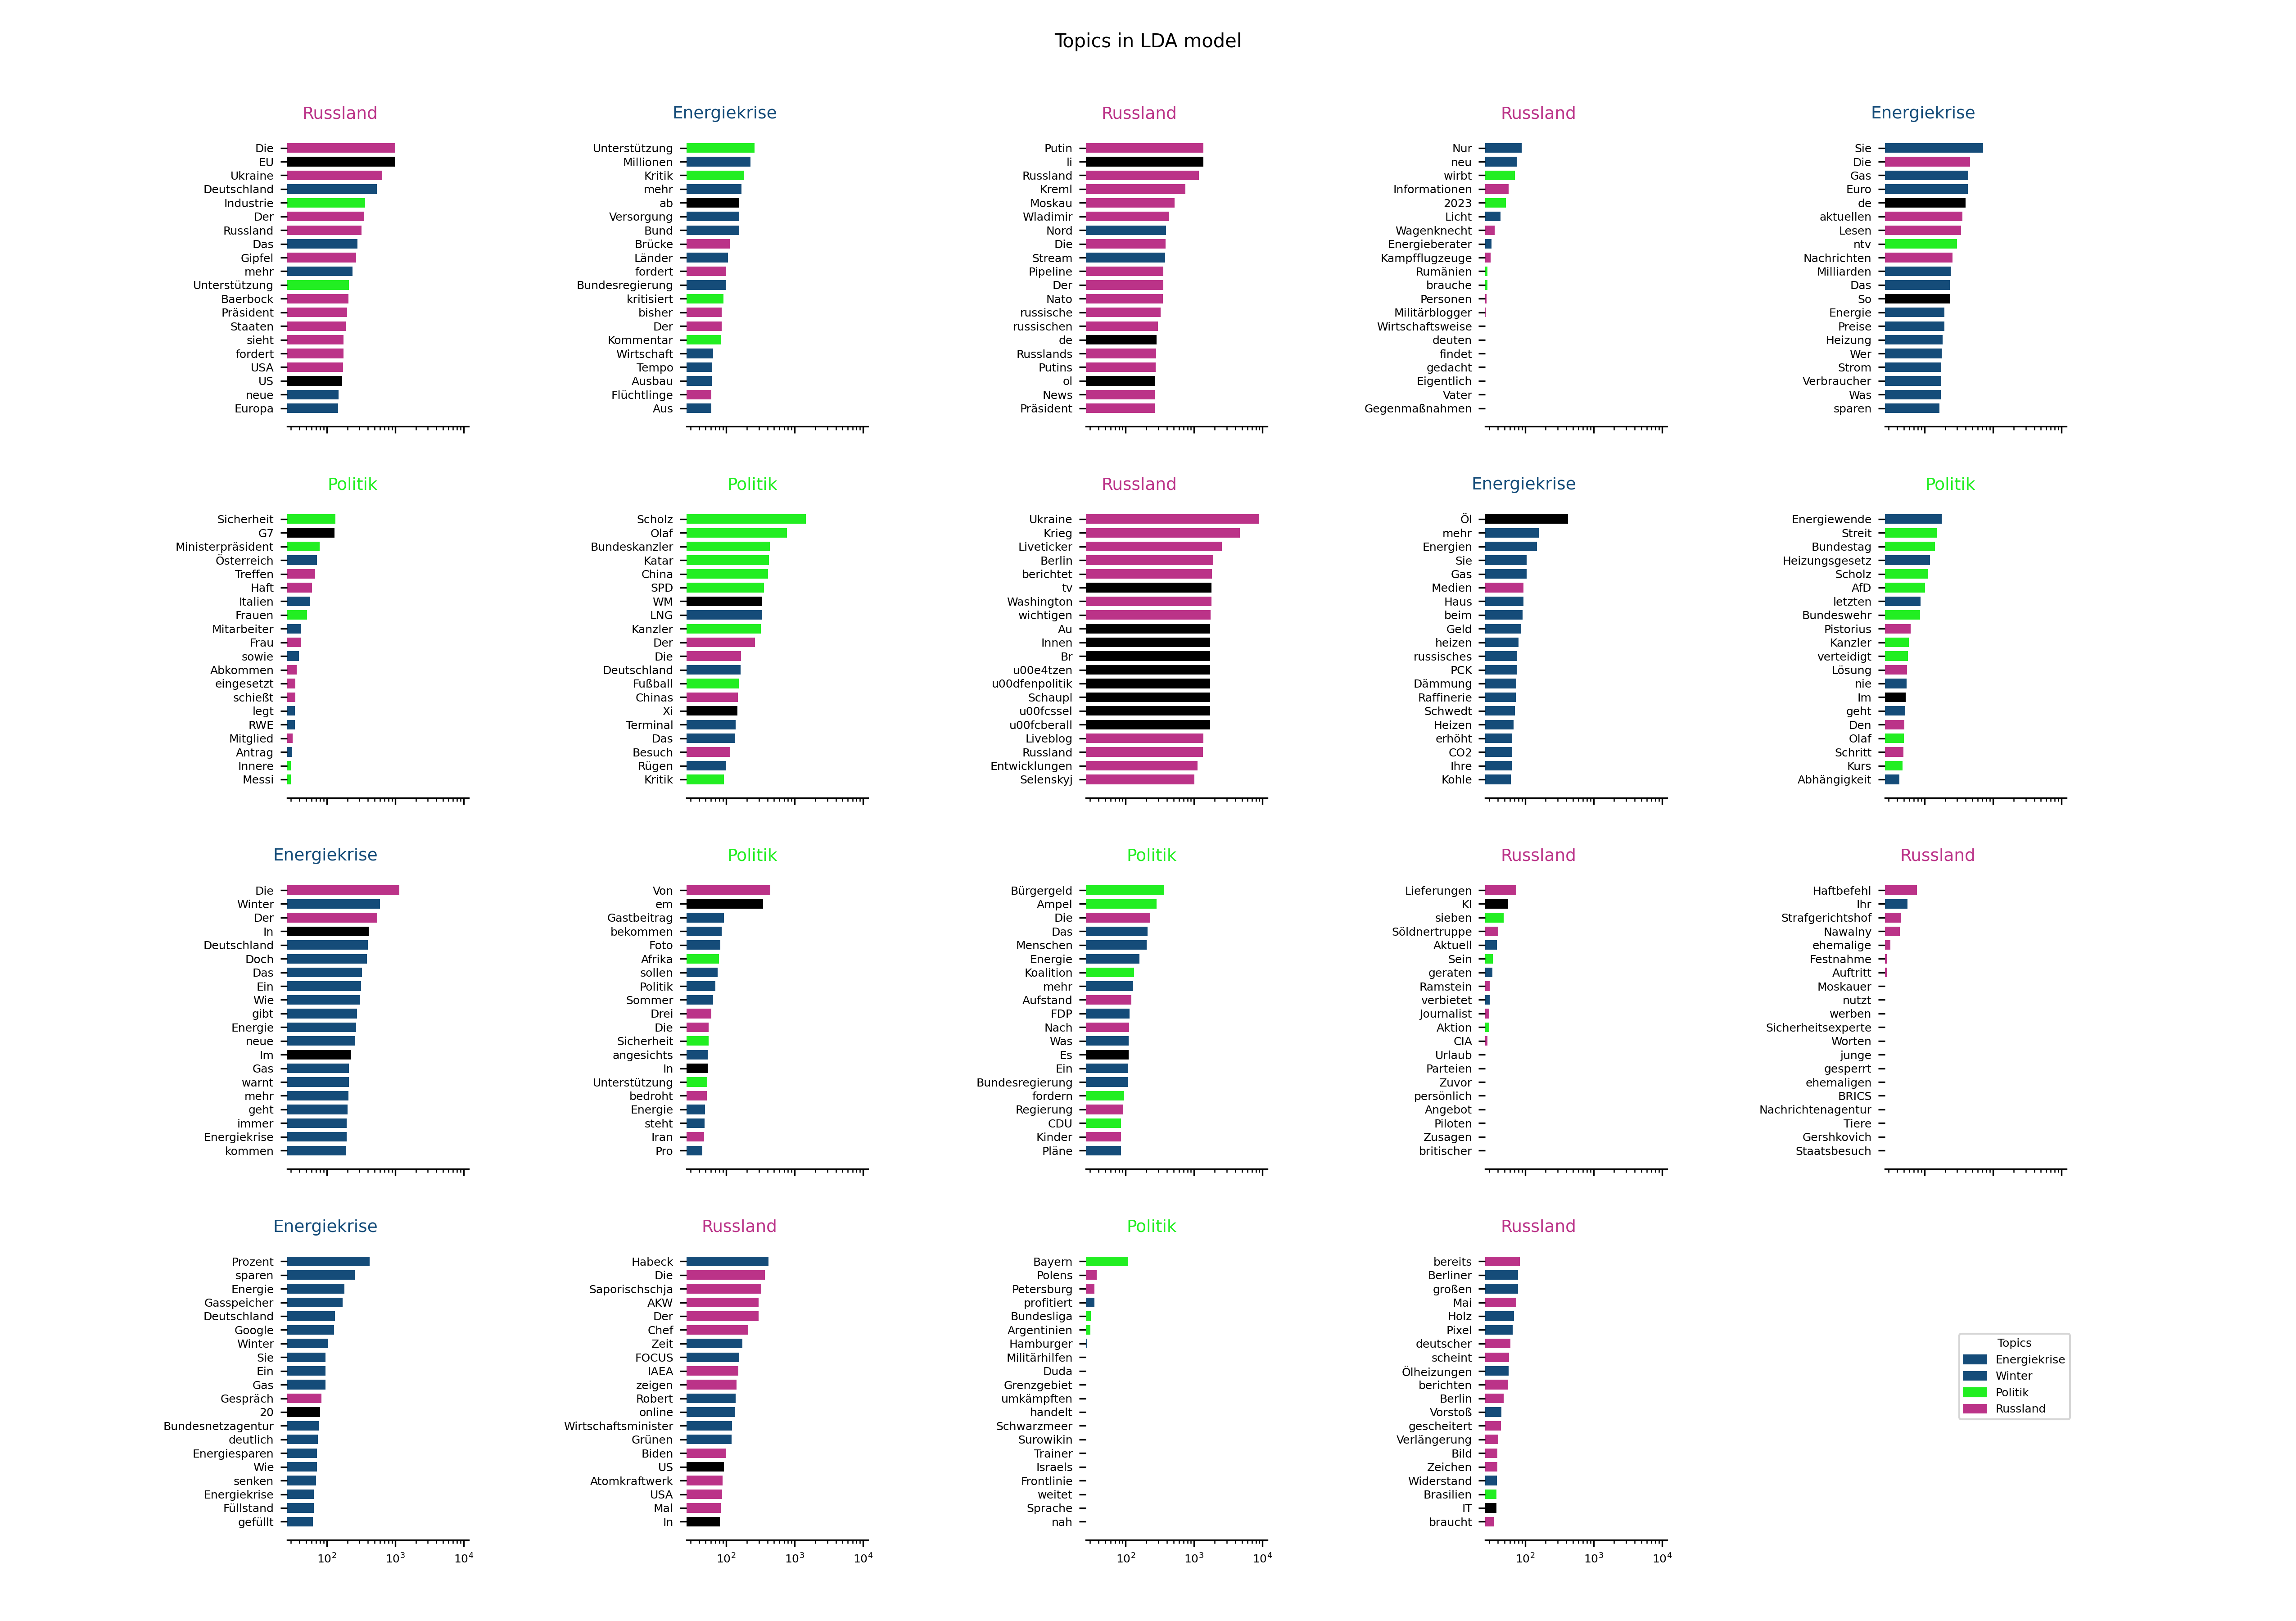 Topics in LDA model
Russland
Die
EU
Ukraine
Deutschland
Industrie
Der
Russland
Das
Gipfel
mehr
Unterstützung
Baerbock
Präsident
Staaten
sieht
fordert
USA
US
neue
Europa
Energiekrise
Unterstützung
Millionen
Kritik
mehr
ab
Versorgung
Bund
Brücke
Länder
fordert
Bundesregierung
kritisiert
bisher
Der
Kommentar
Wirtschaft
Tempo
Ausbau
Flüchtlinge
Aus
Russland
Putin
li
Russland
Kreml
Moskau
Wladimir
Nord
Die
Stream
Pipeline
Der
Nato
russische
russischen
de
Russlands
Putins
ol
News
Präsident
Russland
Nur
neu
wirbt
Informationen
2023
Licht
Wagenknecht
Energieberater
Kampfflugzeuge
Rumänien
brauche
Personen
Militärblogger
Wirtschaftsweise
deuten
findet
gedacht
Eigentlich
Vater
Gegenmaßnahmen
Energiekrise
Sie
Die
Gas
Euro
de
aktuellen
Lesen
ntv
Nachrichten
Milliarden
Das
So
Energie
Preise
Heizung
Wer
Strom
Verbraucher
Was
sparen
Politik
Sicherheit
G7
Ministerpräsident
Österreich
Treffen
Haft
Italien
Frauen
Mitarbeiter
Frau
sowie
Abkommen
eingesetzt
schießt
legt
RWE
Mitglied
Antrag
Innere
Messi
Politik
Scholz
Olaf
Bundeskanzler
Katar
China
SPD
WM
LNG
Kanzler
Der
Die
Deutschland
Fußball
Chinas
Xi
Terminal
Das
Besuch
Rügen
Kritik
Russland
Ukraine
Krieg
Liveticker
Berlin
berichtet
tv
Washington
wichtigen
Au
Innen
Br
u00e4tzen
u00dfenpolitik
Schaupl
u00fcssel
u00fcberall
Liveblog
Russland
Entwicklungen
Selenskyj
Energiekrise
Öl
mehr
Energien
Sie
Gas
Medien
Haus
beim
Geld
heizen
russisches
PCK
Dämmung
Raffinerie
Schwedt
Heizen
erhöht
CO2
Ihre
Kohle
Politik
Energiewende
Streit
Bundestag
Heizungsgesetz
Scholz
AfD
letzten
Bundeswehr
Pistorius
Kanzler
verteidigt
Lösung
nie
Im
geht
Den
Olaf
Schritt
Kurs
Abhängigkeit
Energiekrise
Die
Winter
Der
In
Deutschland
Doch
Das
Ein
Wie
gibt
Energie
neue
Im
Gas
warnt
mehr
geht
immer
Energiekrise
kommen
Politik
Von
em
Gastbeitrag
bekommen
Foto
Afrika
sollen
Politik
Sommer
Drei
Die
Sicherheit
angesichts
In
Unterstützung
bedroht
Energie
steht
Iran
Pro
Politik
Bürgergeld
Ampel
Die
Das
Menschen
Energie
Koalition
mehr
Aufstand
FDP
Nach
Was
Es
Ein
Bundesregierung
fordern
Regierung
CDU
Kinder
Pläne
Russland
Lieferungen
KI
sieben
Söldnertruppe
Aktuell
Sein
geraten
Ramstein
verbietet
Journalist
Aktion
CIA
Urlaub
Parteien
Zuvor
persönlich
Angebot
Piloten
Zusagen
britischer
Russland
Haftbefehl
Ihr
Strafgerichtshof
Nawalny
ehemalige
Festnahme
Auftritt
Moskauer
nutzt
werben
Sicherheitsexperte
Worten
junge
gesperrt
ehemaligen
BRICS
Nachrichtenagentur
Tiere
Gershkovich
Staatsbesuch
Energiekrise
Prozent
sparen
Energie
Gasspeicher
Deutschland
Google
Winter
Sie
Ein
Gas
Gespräch
20
Bundesnetzagentur
deutlich
Energiesparen
Wie
senken
Energiekrise
Füllstand
gefüllt
10² 10³ 10⁴
Russland
Habeck
Die
Saporischschja
AKW
Der
Chef
Zeit
FOCUS
IAEA
zeigen
Robert
online
Wirtschaftsminister
Grünen
Biden
US
Atomkraftwerk
USA
Mal
In
10² 10³ 10⁴
Politik
Bayern
Polens
Petersburg
profitiert
Bundesliga
Argentinien
Hamburger
Militärhilfen
Duda
Grenzgebiet
umkämpften
handelt
Schwarzmeer
Surowikin
Trainer
Israels
Frontlinie
weitet
Sprache
nah
10² 10³ 10⁴
Russland
bereits
Berliner
großen
Mai
Holz
Pixel
deutscher
scheint
Ölheizungen
berichten
Berlin
Vorstoß
gescheitert
Verlängerung
Bild
Zeichen
Widerstand
Brasilien
IT
braucht
10² 10³ 10⁴
Topics
Energiekrise
Winter
Politik
Russland